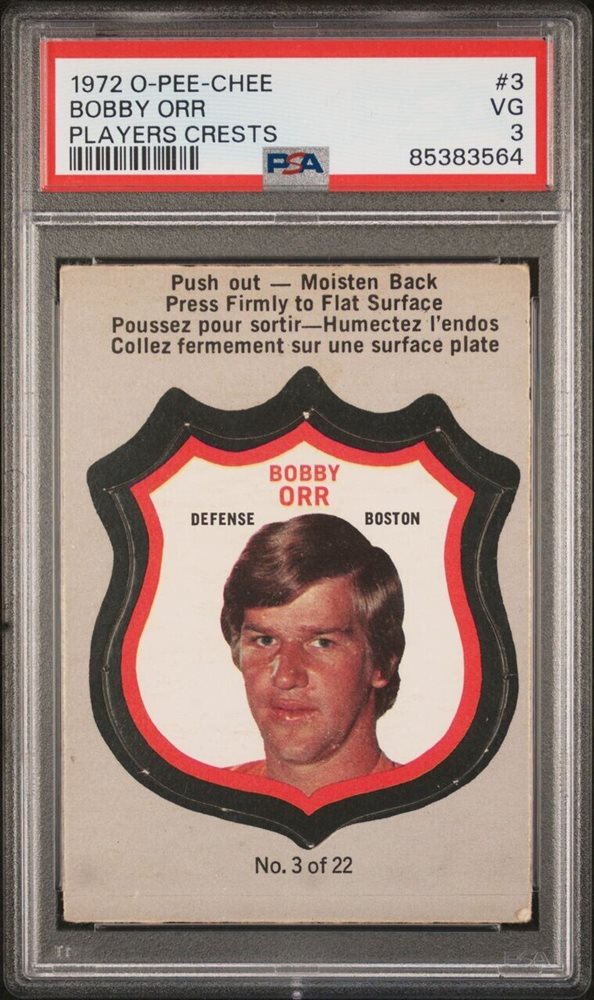 1972 O-PEE-CHEE #3
BOBBY ORR VG
PLAYERS CRESTS 3
PSA 85383564
Push out — Moisten Back
Press Firmly to Flat Surface
Poussez pour sortir—Humectez l'endos
Collez fermement sur une surface plate
BOBBY
ORR
DEFENSE BOSTON
No. 3 of 22
PSA